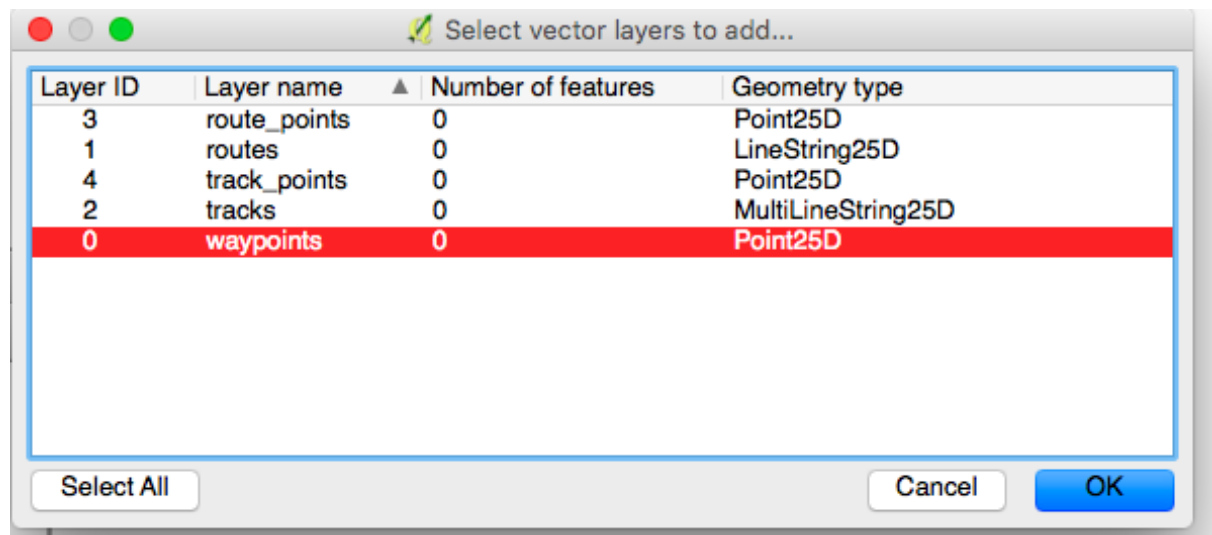 Select vector layers to add...
Layer ID Layer name Number of features Geometry type
3 route_points 0 Point25D
1 routes 0 LineString25D
4 track_points 0 Point25D
2 tracks 0 MultiLineString25D
0 waypoints 0 Point25D
Select All Cancel OK